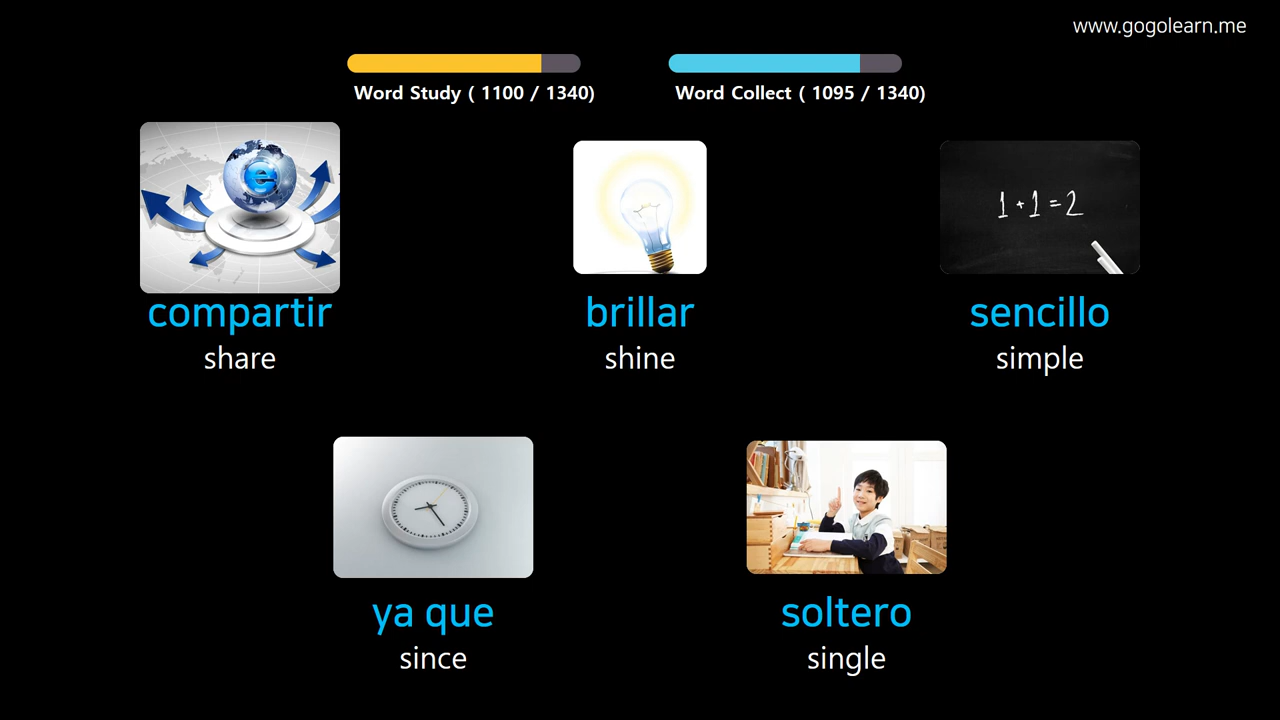 www.gogolearn.me
Word Study ( 1100 / 1340)
Word Collect ( 1095 / 1340)
e
1+1=2
compartir
brillar
sencillo
share
shine
simple
ya que
soltero
since
single